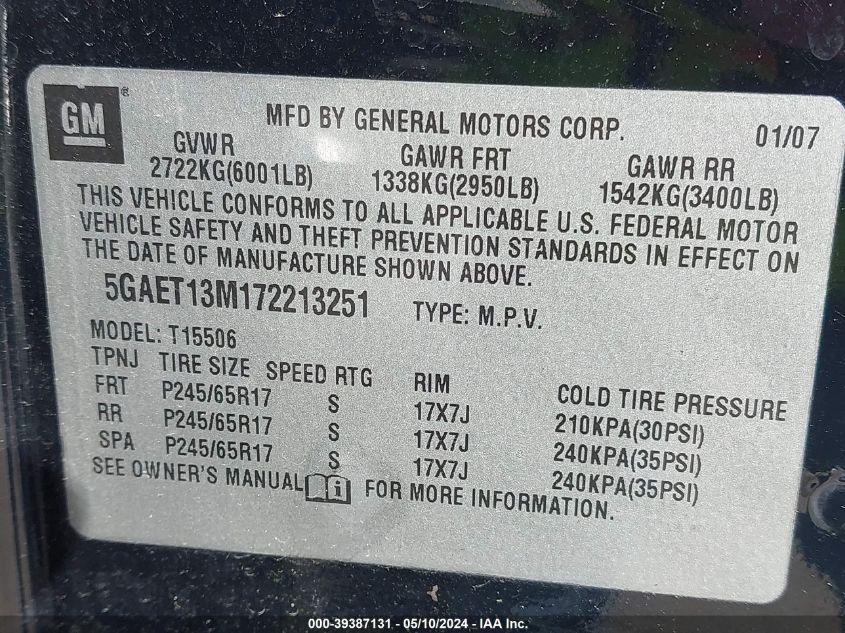 GM®
MFD BY GENERAL MOTORS CORP. 01/07
GVWR GAWR FRT GAWR RR
2722KG(6001LB) 1338KG(2950LB) 1542KG(3400LB)
THIS VEHICLE CONFORMS TO ALL APPLICABLE U.S. FEDERAL MOTOR
VEHICLE SAFETY AND THEFT PREVENTION STANDARDS IN EFFECT ON
THE DATE OF MANUFACTURE SHOWN ABOVE.
5GAET13M172213251 TYPE: M.P.V.
MODEL: T15506
TPNJ TIRE SIZE SPEED RTG RIM COLD TIRE PRESSURE
FRT P245/65R17 S 17X7J 210KPA(30PSI)
RR P245/65R17 S 17X7J 240KPA(35PSI)
SPA P245/65R17 S 17X7J 240KPA(35PSI)
SEE OWNER'S MANUAL i FOR MORE INFORMATION.
000-39387131 - 05/10/2024 - IAA Inc.